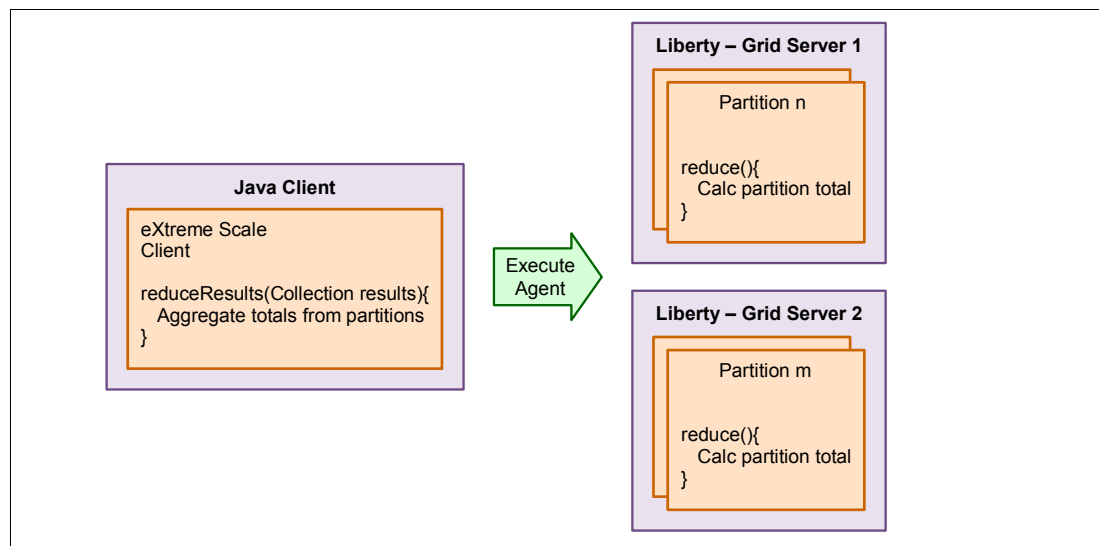 Java Client
eXtreme Scale
Client
reduceResults(Collection results){
Aggregate totals from partitions
}
Execute
Agent
Liberty – Grid Server 1
Partition n
reduce(){
Calc partition total
}
Liberty – Grid Server 2
Partition m
reduce(){
Calc partition total
}